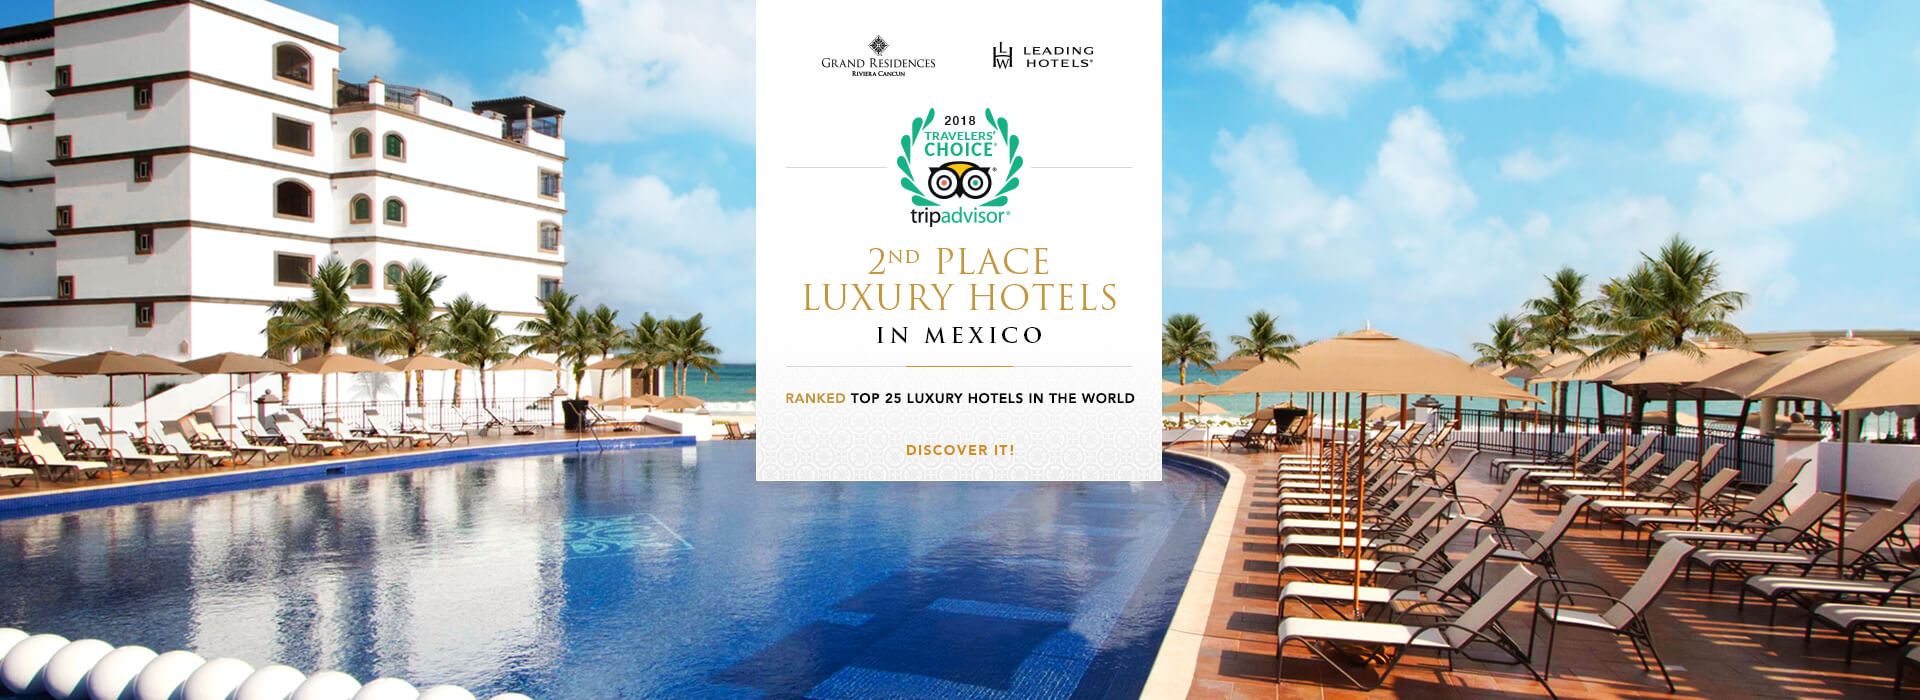 GRAND RESIDENCES
RIVIERA CANCUN
LHW
LEADING
HOTELS®
2018
TRAVELERS'
CHOICE®
tripadvisor®
2ND PLACE
LUXURY HOTELS
IN MEXICO
RANKED TOP 25 LUXURY HOTELS IN THE WORLD
DISCOVER IT!